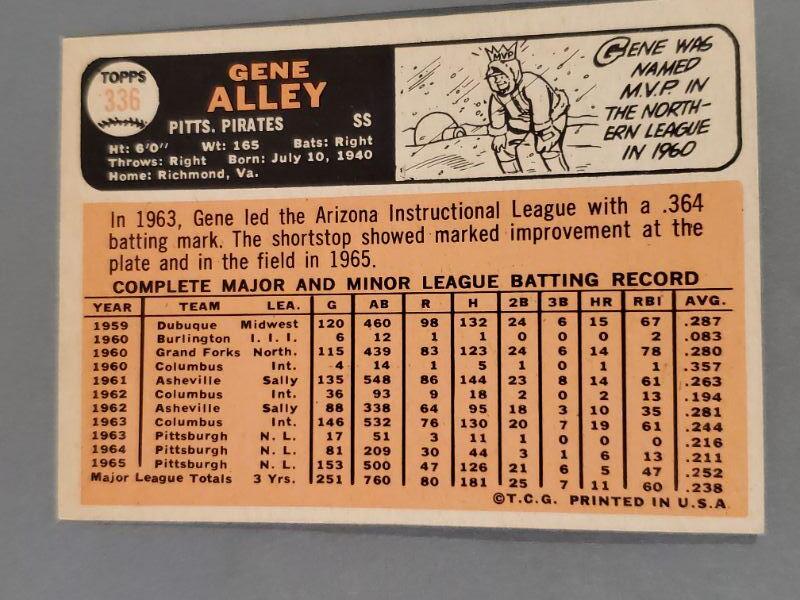 TOPPS
336
GENE
ALLEY
PITTS. PIRATES SS
Ht: 6'0" Wt: 165 Bats: Right
Throws: Right Born: July 10, 1940
Home: Richmond, Va.
MVP
GENE WAS
NAMED
M.V.P. IN
THE NORTH-
ERN LEAGUE
IN 1960
In 1963, Gene led the Arizona Instructional League with a .364
batting mark. The shortstop showed marked improvement at the
plate and in the field in 1965.
COMPLETE MAJOR AND MINOR LEAGUE BATTING RECORD
YEAR TEAM LEA. G AB R H 2B 3B HR RBI AVG.
1959 Dubuque Midwest 120 460 98 132 24 6 15 67 .287
1960 Burlington I. I. I. 6 12 1 1 0 0 0 2 .083
1960 Grand Forks North. 115 439 83 123 24 6 14 78 .280
1960 Columbus Int. 4 14 1 5 1 0 1 1 .357
1961 Asheville Sally 135 548 86 144 23 8 14 61 .263
1962 Columbus Int. 36 93 9 18 2 0 2 13 .194
1962 Asheville Sally 88 338 64 95 18 3 10 35 .281
1963 Columbus Int. 146 532 76 130 20 7 19 61 .244
1963 Pittsburgh N. L. 17 51 3 11 1 0 0 0 .216
1964 Pittsburgh N. L. 81 209 30 44 3 1 6 13 .211
1965 Pittsburgh N. L. 153 500 47 126 21 6 5 47 .252
Major League Totals 3 Yrs. 251 760 80 181 25 7 11 60 .238
©T.C.G. PRINTED IN U.S.A.